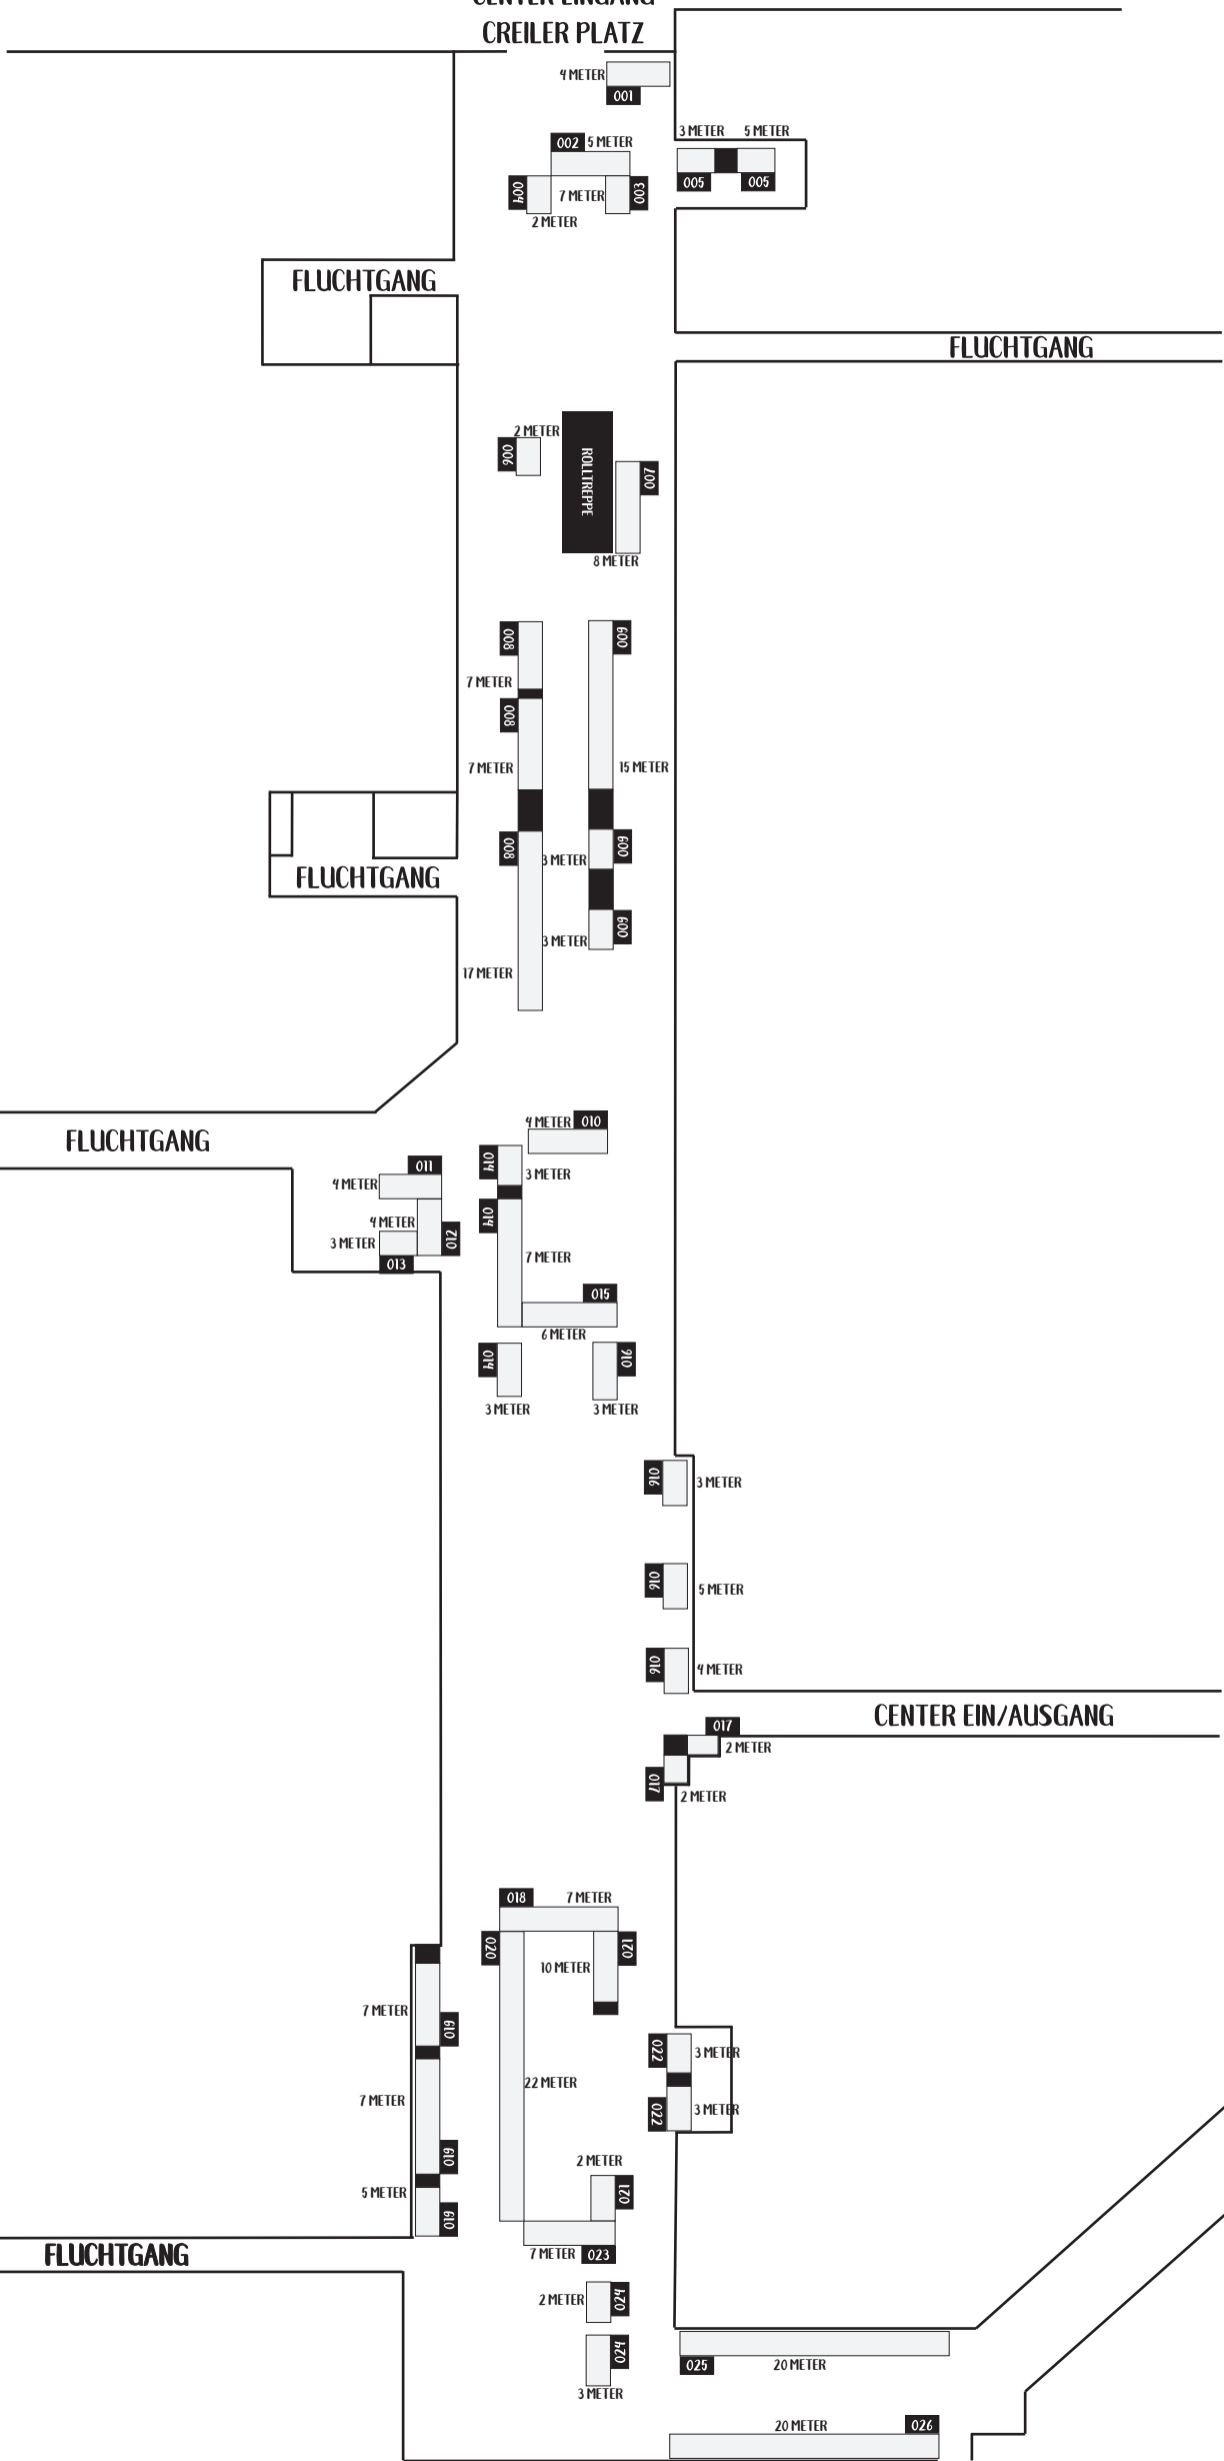 CENTER EINGANG
CREILER PLATZ
4 METER
001
002 5 METER
3 METER 5 METER
005 005
004 7 METER 003
2 METER
FLUCHTGANG
FLUCHTGANG
2 METER
006
ROLLTREPPE
007
8 METER
008
009
7 METER
008
7 METER
15 METER
008
3 METER
009
FLUCHTGANG
009
3 METER
17 METER
4 METER 010
FLUCHTGANG
014
3 METER
011
4 METER
014
4 METER
012
3 METER
013
7 METER
015
6 METER
014
016
3 METER
3 METER
016
3 METER
016
5 METER
016
4 METER
CENTER EIN/AUSGANG
017
2 METER
017
2 METER
018 7 METER
020
021
10 METER
7 METER
019
022
3 METER
22 METER
7 METER
022
3 METER
019
2 METER
021
5 METER
019
7 METER 023
FLUCHTGANG
2 METER
024
024
3 METER
025
20 METER
20 METER
026